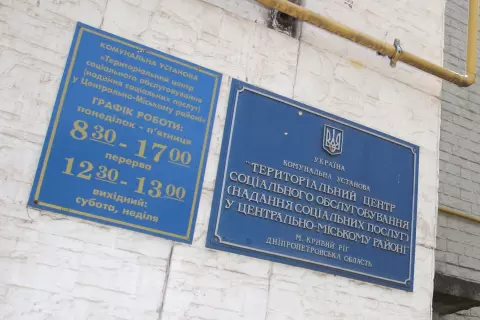 КОМУНАЛЬНА УСТАНОВА
«Територіальний центр
соціального обслуговування
(надання соціальних послуг)
у Центрально-Міському районі»
ГРАФІК РОБОТИ:
понеділок - п'ятниця
8 30 - 17 00
перерва
12 30 - 13 00
вихідний:
субота, неділя
УКРАЇНА
КОМУНАЛЬНА УСТАНОВА
"ТЕРИТОРІАЛЬНИЙ ЦЕНТР
СОЦІАЛЬНОГО ОБСЛУГОВУВАННЯ
(НАДАННЯ СОЦІАЛЬНИХ ПОСЛУГ)
У ЦЕНТРАЛЬНО-МІСЬКОМУ РАЙОНІ"
М. КРИВИЙ РІГ
ДНІПРОПЕТРОВСЬКА ОБЛАСТЬ